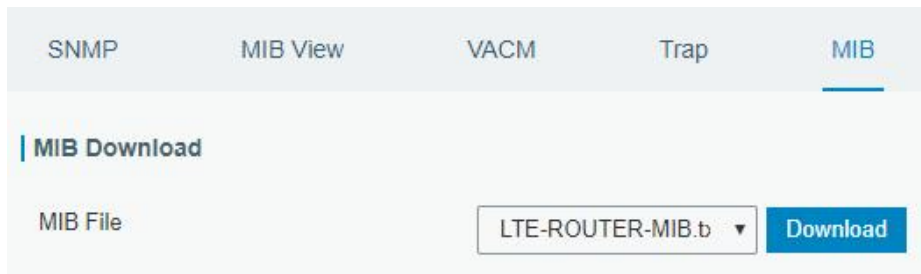 SNMP MIB View VACM Trap MIB
MIB Download
MIB File LTE-ROUTER-MIB.t Download